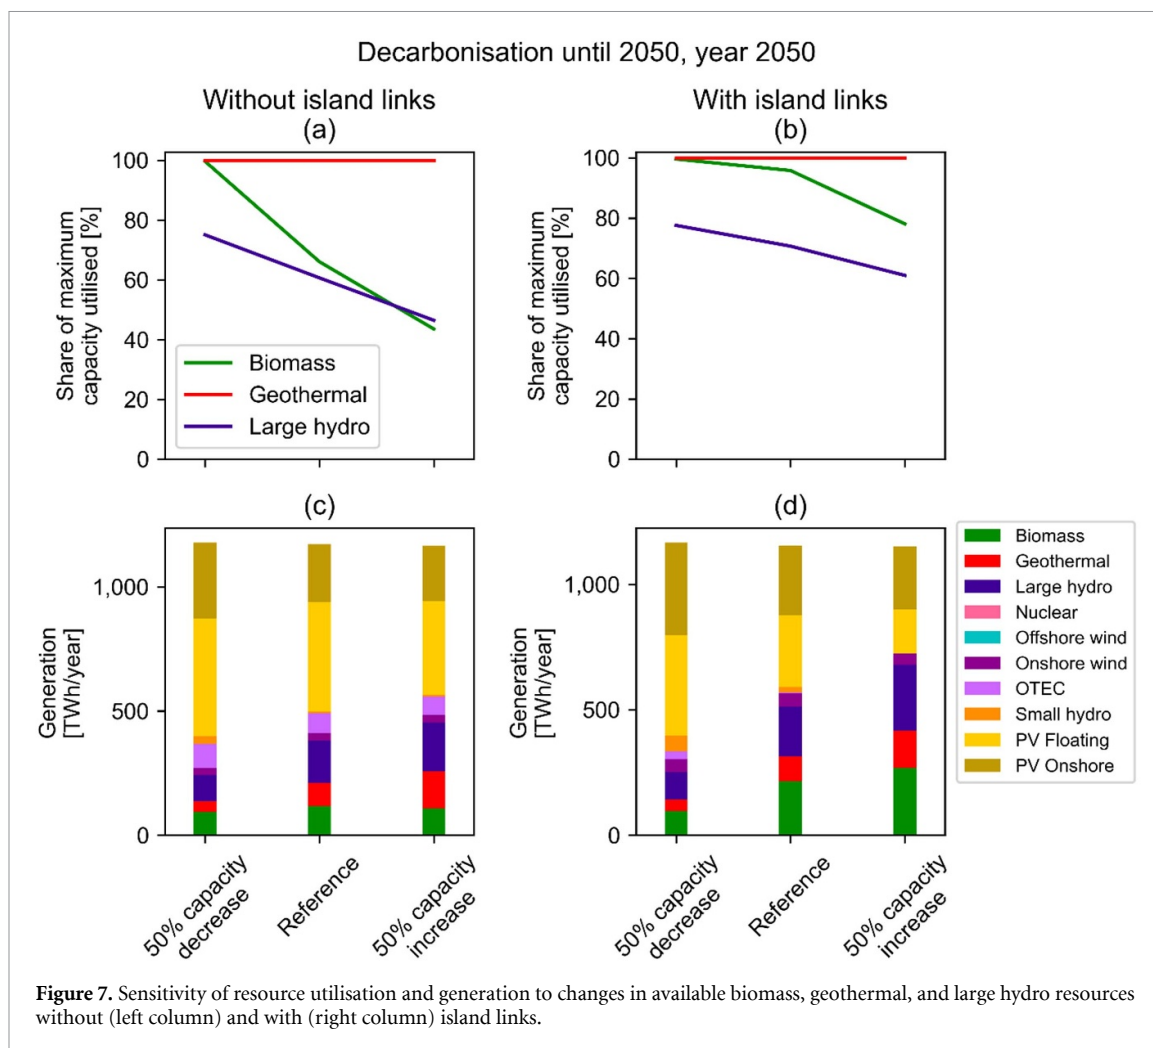 Decarbonisation until 2050, year 2050
Without island links
(a)
With island links
(b)
Share of maximum
capacity utilised [%]
100
80
60
40
20
0
Biomass
Geothermal
Large hydro
Share of maximum
capacity utilised [%]
100
80
60
40
20
0
(c)
(d)
Generation
[TWh/year]
1,000
500
0
50% capacity
decrease
Reference
50% capacity
increase
Generation
[TWh/year]
1,000
500
0
50% capacity
decrease
Reference
50% capacity
increase
Biomass
Geothermal
Large hydro
Nuclear
Offshore wind
Onshore wind
OTEC
Small hydro
PV Floating
PV Onshore
Figure 7. Sensitivity of resource utilisation and generation to changes in available biomass, geothermal, and large hydro resources
without (left column) and with (right column) island links.